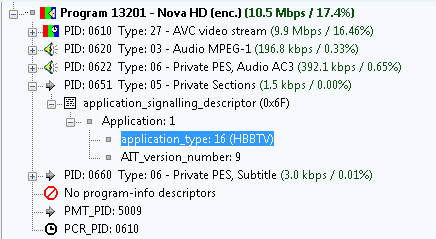 Program 13201 - Nova HD (enc.) (10.5 Mbps / 17.4%)
PID: 0610 Type: 27 - AVC video stream (9.9 Mbps / 16.46%)
PID: 0620 Type: 03 - Audio MPEG-1 (196.8 kbps / 0.33%)
PID: 0622 Type: 06 - Private PES, Audio AC3 (392.1 kbps / 0.65%)
PID: 0651 Type: 05 - Private Sections (1.5 kbps / 0.00%)
application_signalling_descriptor (0x6F)
Application: 1
application_type: 16 (HBBTV)
AIT_version_number: 9
PID: 0660 Type: 06 - Private PES, Subtitle (3.0 kbps / 0.01%)
No program-info descriptors
PMT_PID: 5009
PCR_PID: 0610